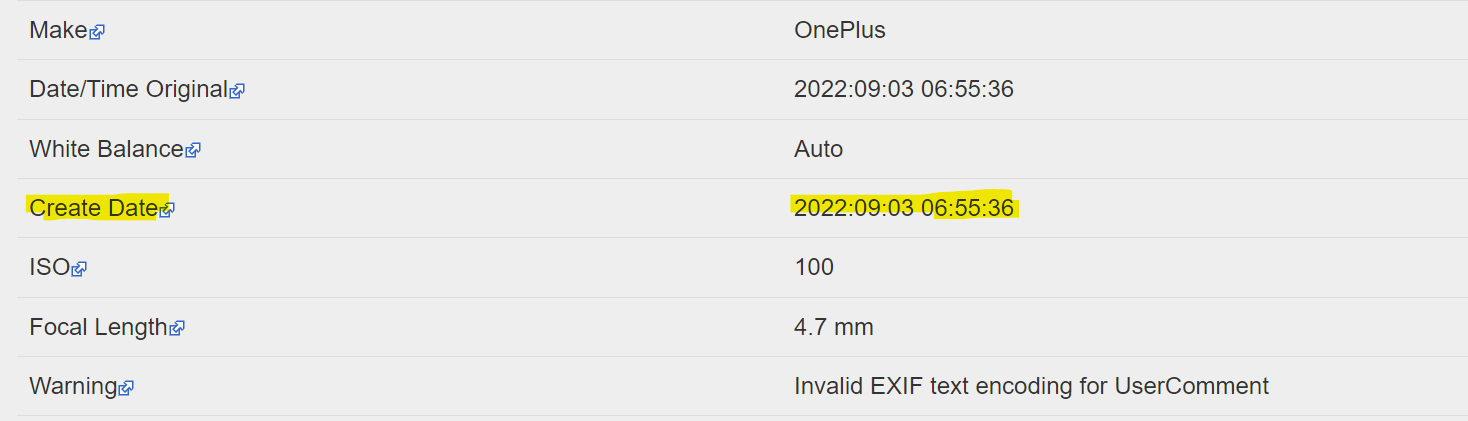 Make OnePlus
Date/Time Original 2022:09:03 06:55:36
White Balance Auto
Create Date 2022:09:03 06:55:36
ISO 100
Focal Length 4.7 mm
Warning Invalid EXIF text encoding for UserComment